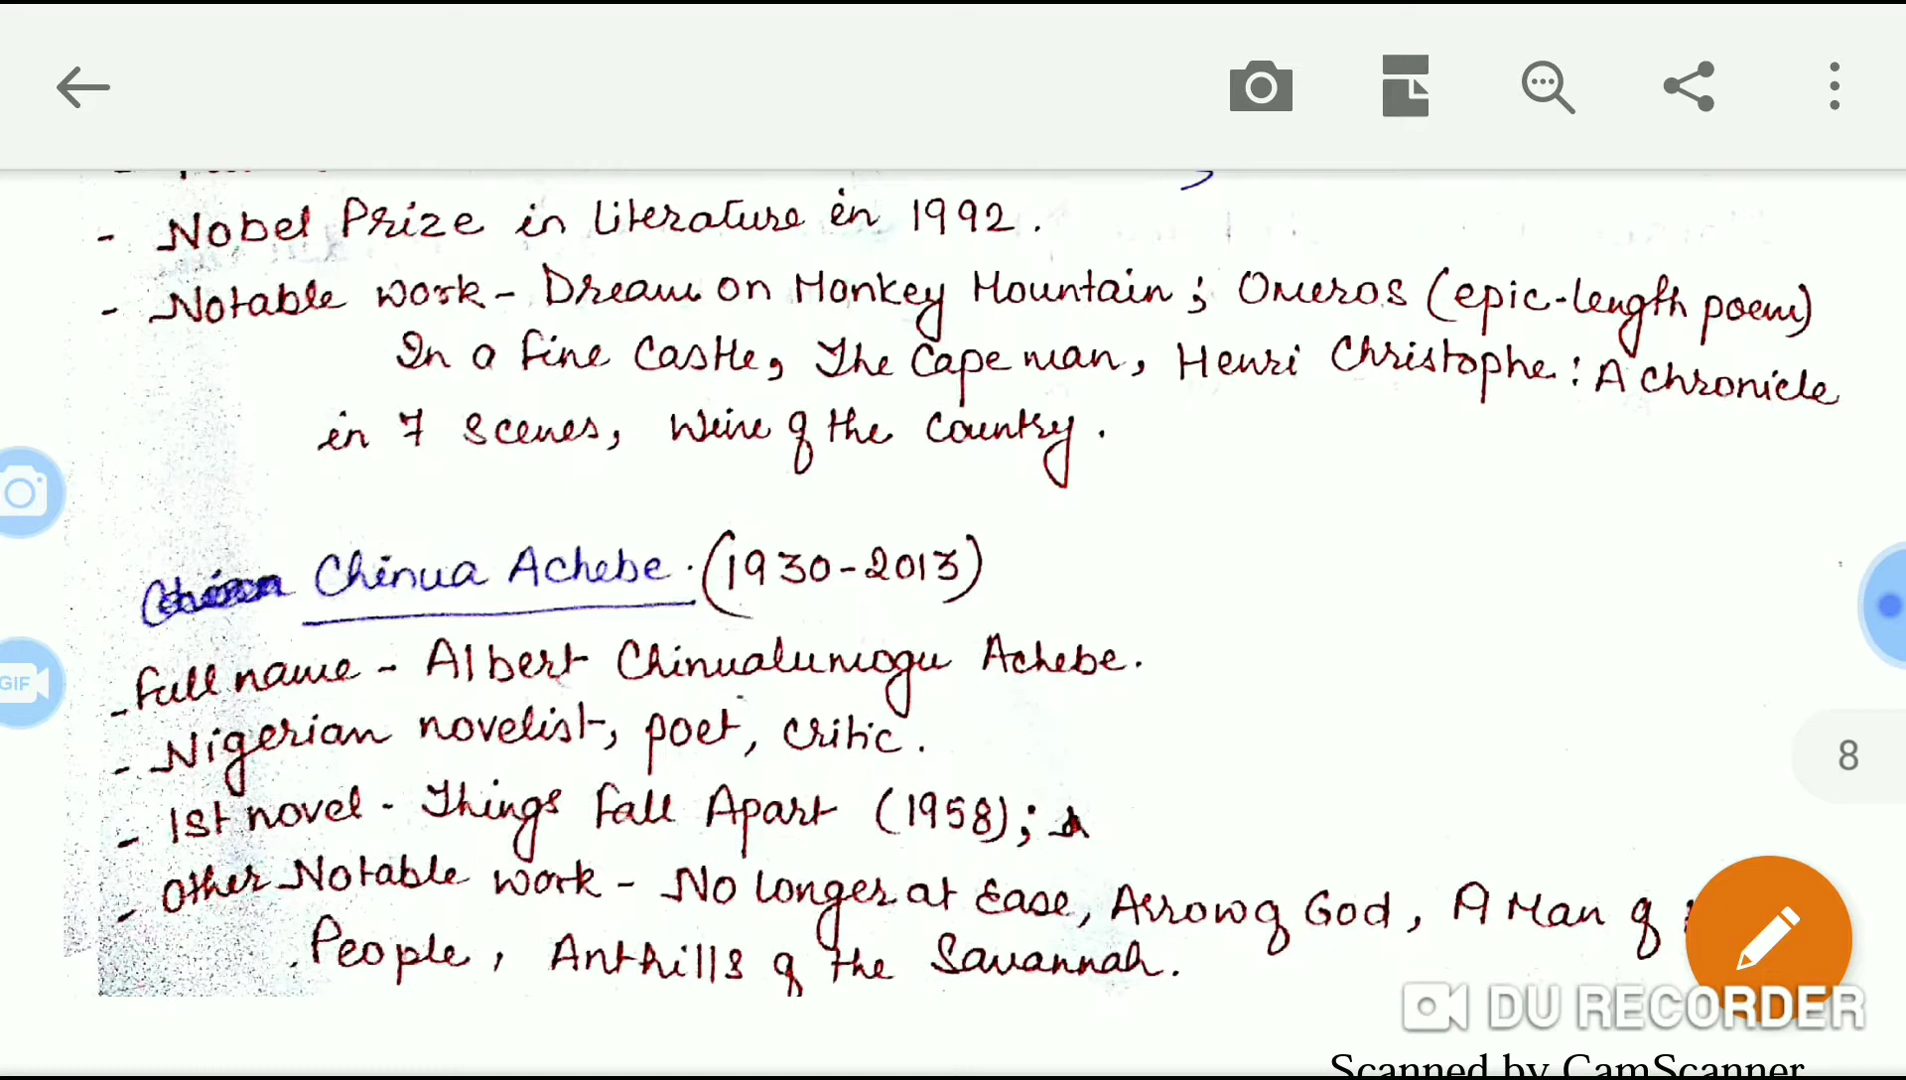 - Nobel Prize in literature in 1992.
- Notable work - Dream on Monkey Mountain; Omeros (epic-length poem)
In a fine Castle, The Capeman, Henri Christophe: A chronicle
in 7 Scenes, Wine of the Country.
Chinua Achebe. (1930-2013)
- Full name - Albert Chinualumogu Achebe.
- Nigerian novelist, poet, critic.
- 1st novel - Things Fall Apart (1958);
- Other Notable work - No longer at Ease, Arrow of God, A Man of
People, Anthills of the Savannah.
GIF
8
DU RECORDER
Scanned by CamScanner